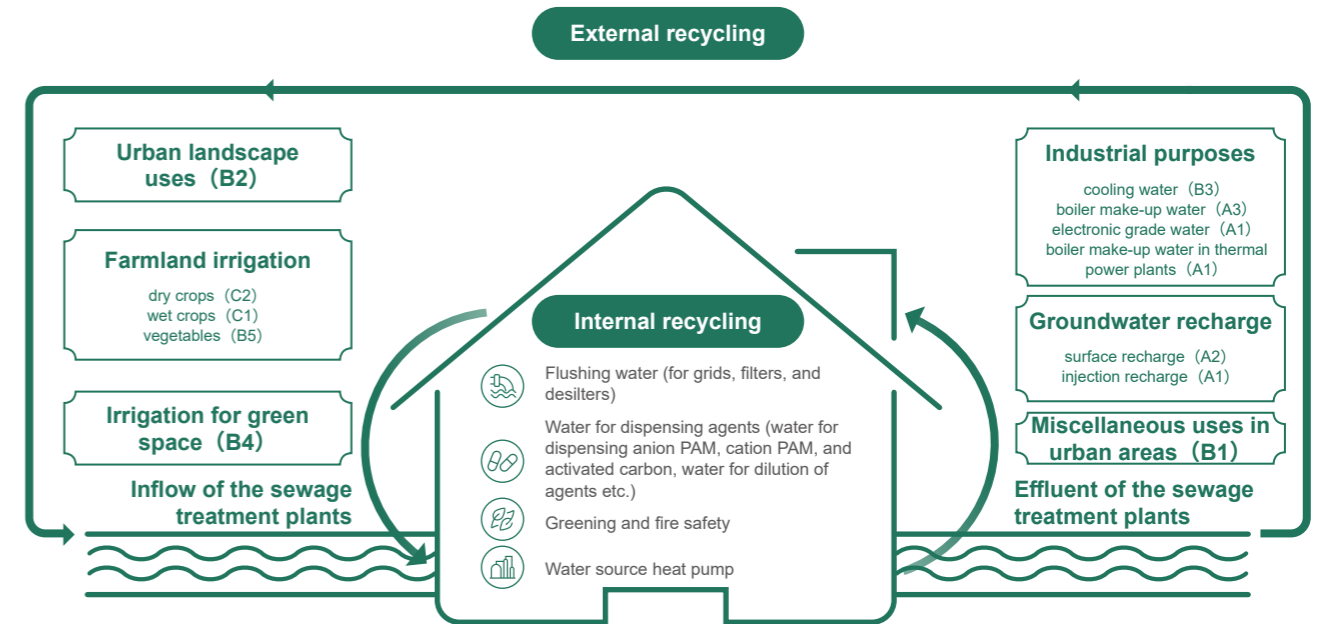 External recycling
Urban landscape
uses（B2）
Farmland irrigation
dry crops（C2）
wet crops（C1）
vegetables（B5）
Irrigation for green
space（B4）
Inflow of the sewage
treatment plants
Internal recycling
Flushing water (for grids, filters, and
desilters)
Water for dispensing agents (water for
dispensing anion PAM, cation PAM, and
activated carbon, water for dilution of
agents etc.)
Greening and fire safety
Water source heat pump
Industrial purposes
cooling water（B3）
boiler make-up water（A3）
electronic grade water（A1）
boiler make-up water in thermal
power plants（A1）
Groundwater recharge
surface recharge（A2）
injection recharge（A1）
Miscellaneous uses in
urban areas（B1）
Effluent of the sewage
treatment plants